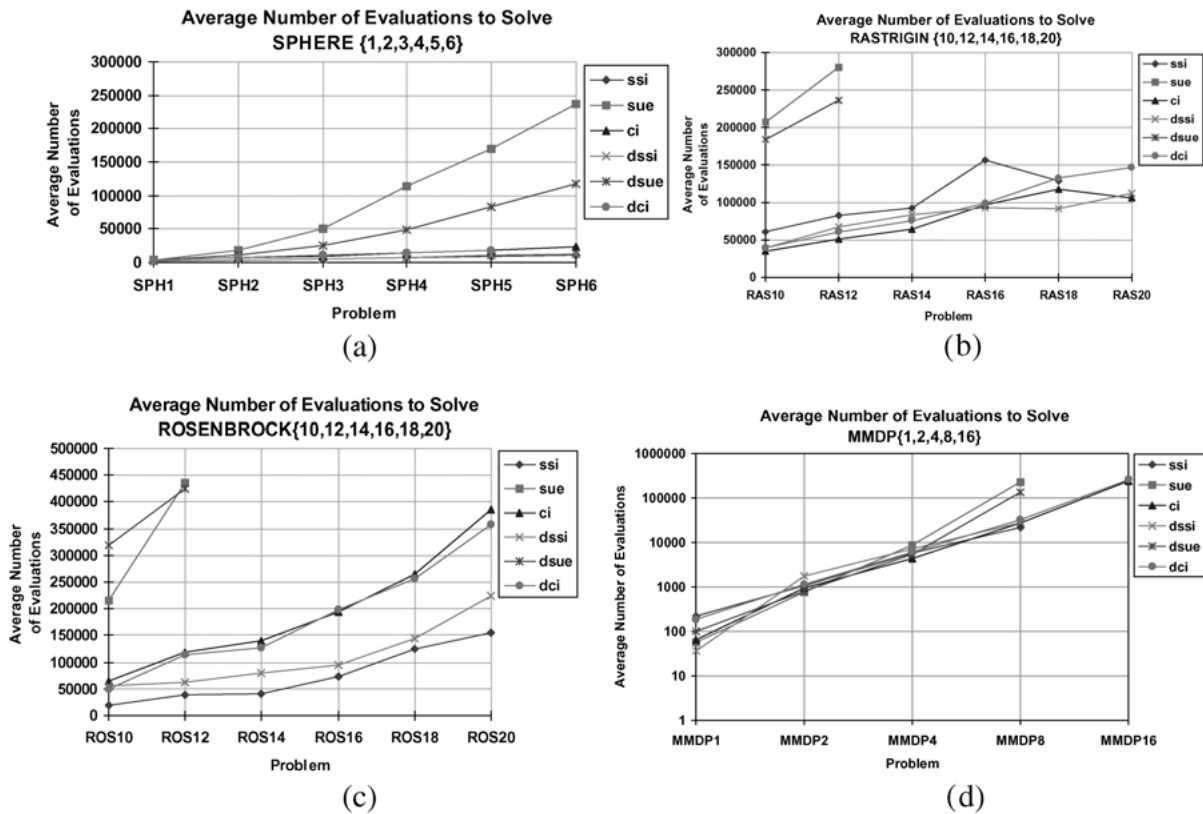 Average Number of Evaluations to Solve
SPHERE {1,2,3,4,5,6}
Average Number
of Evaluations
300000
250000
200000
150000
100000
50000
0
SPH1 SPH2 SPH3 SPH4 SPH5 SPH6
Problem
ssi
sue
ci
dssi
dsue
dci
(a)
Average Number of Evaluations to Solve
RASTRIGIN {10,12,14,16,18,20}
Average Number
of Evaluations
300000
250000
200000
150000
100000
50000
0
RAS10 RAS12 RAS14 RAS16 RAS18 RAS20
Problem
ssi
sue
ci
dssi
dsue
dci
(b)
Average Number of Evaluations to Solve
ROSENBROCK{10,12,14,16,18,20}
Average Number
of Evaluations
500000
450000
400000
350000
300000
250000
200000
150000
100000
50000
0
ROS10 ROS12 ROS14 ROS16 ROS18 ROS20
Problem
ssi
sue
ci
dssi
dsue
dci
(c)
Average Number of Evaluations to Solve
MMDP{1,2,4,8,16}
Average Number of Evaluations
1000000
100000
10000
1000
100
10
1
MMDP1 MMDP2 MMDP4 MMDP8 MMDP16
Problem
ssi
sue
ci
dssi
dsue
dci
(d)